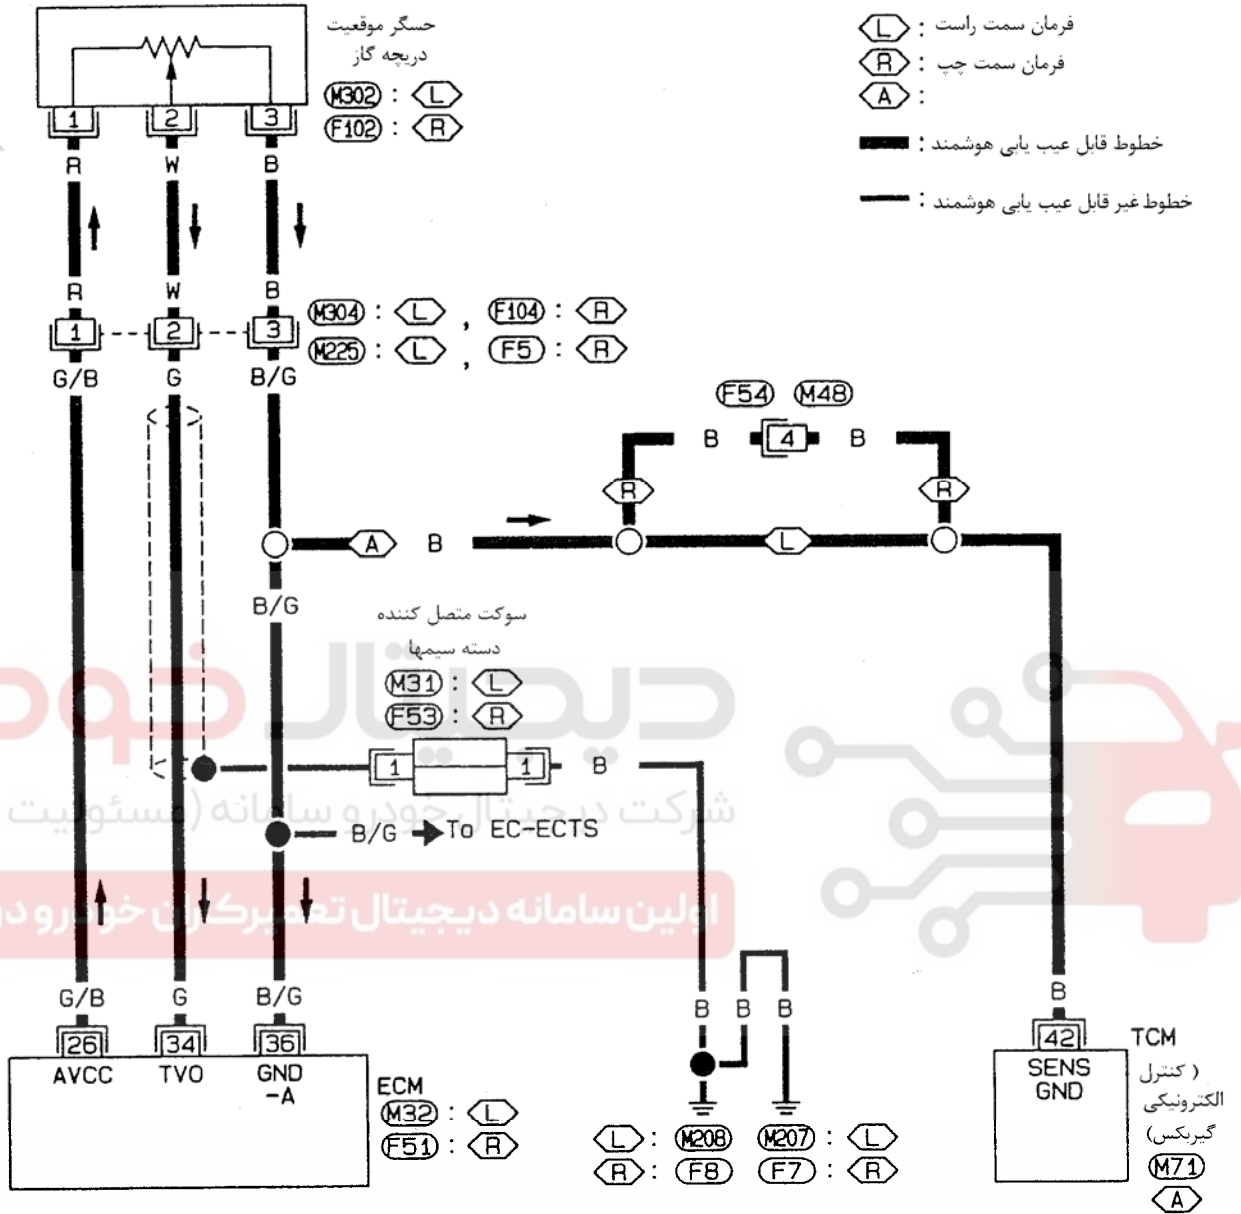 حسگر موقعیت
دریچه گاز
M302 : L
F102 : R
L : فرمان سمت راست
R : فرمان سمت چپ
A :
خطوط قابل عیب یابی هوشمند :
خطوط غیر قابل عیب یابی هوشمند :
1 2 3
R W B
R W B
1 2 3
M304 : L , F104 : R
M225 : L , F5 : R
G/B G B/G
F54 M48
B 4 B
R R
A B L
B/G
سوکت متصل کننده
دسته سیمها
M31 : L
F53 : R
1 1 B
B/G To EC-ECTS
دیجیتال خود
شرکت دیجیتال خودرو سامانه (مسئولیت
اولین سامانه دیجیتال تعمیرکاران خودرو در
G/B G B/G
B B B
B
26 34 36
AVCC TVO GND
-A
ECM
M32 : L
F51 : R
L : M208 M207 : L
R : F8 F7 : R
42 TCM
SENS
GND
( کنترل
الکترونیکی
گیربکس)
M71
A